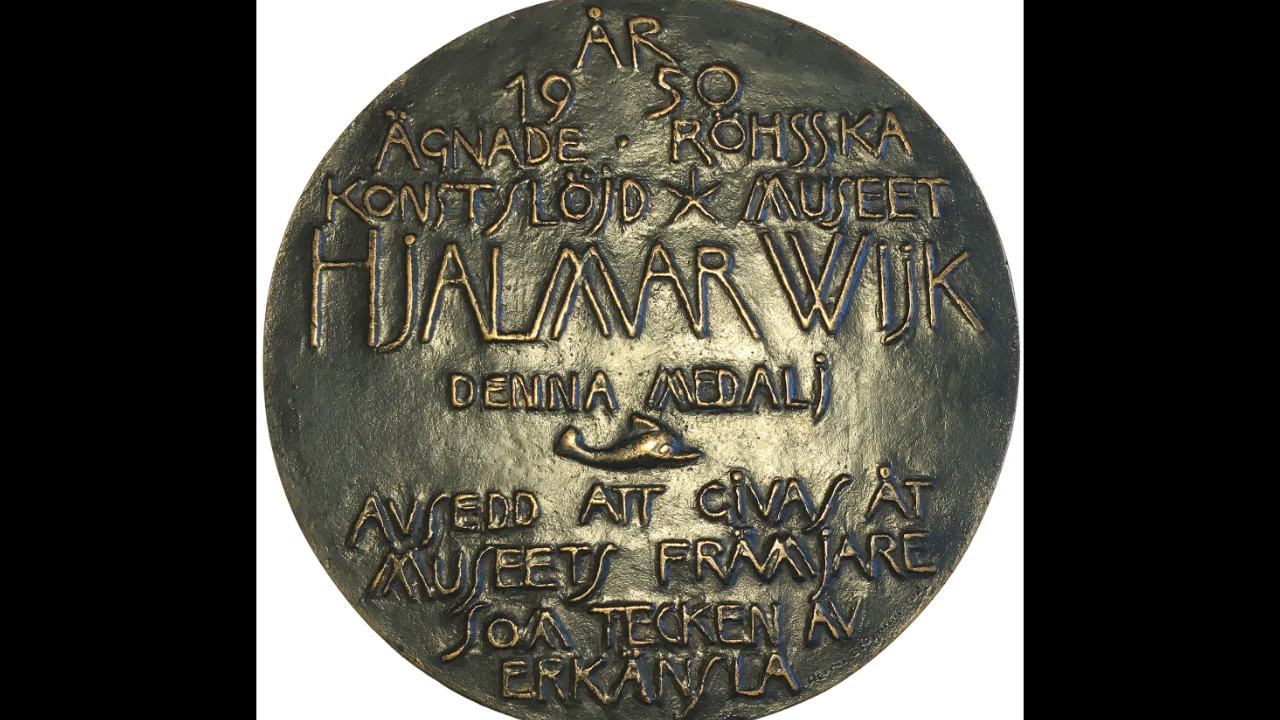 ÅR
19 50
ÄGNADE · RÖHSSKA
KONSTSLÖJD * MUSEET
HJALMAR WIJK
DENNA MEDALJ
AVSEDD ATT GIVAS ÅT
MUSEETS FRÄMJARE
SOM TECKEN AV
ERKÄNSLA